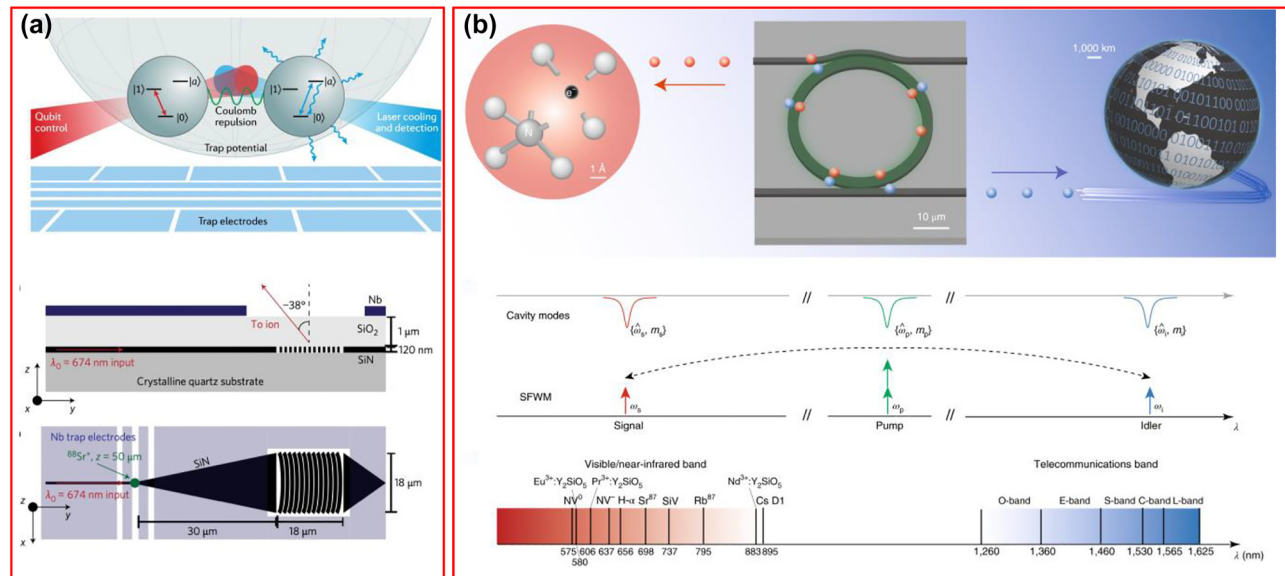 (a)
|1⟩
|a⟩
|0⟩
Coulomb
repulsion
|1⟩
|a⟩
|0⟩
Qubit
control
Laser cooling
and detection
Trap potential
Trap electrodes
−38°
Nb
To ion
SiO₂
1 μm
120 nm
λ₀ = 674 nm input
SiN
Crystalline quartz substrate
z
x
y
Nb trap electrodes
⁸⁸Sr⁺, z = 50 μm
SiN
λ₀ = 674 nm input
18 μm
30 μm
18 μm
z
y
x
(b)
e
N
1 Å
10 μm
1,000 km
Cavity modes
{ω̂ₛ, mₛ}
{ω̂ₚ, mₚ}
{ω̂ᵢ, mᵢ}
SFWM
ωₛ
ωₚ
ωᵢ
Signal
Pump
Idler
λ
Visible/near-infrared band
Telecommunications band
Eu³⁺:Y₂SiO₅
Pr³⁺:Y₂SiO₅
Nd³⁺:Y₂SiO₅
NV⁰
NV⁻
H-α
Sr⁸⁷
SiV
Rb⁸⁷
Cs D1
O-band
E-band
S-band
C-band
L-band
575
580
606
637
656
698
737
795
883
895
1,260
1,360
1,460
1,530
1,565
1,625
λ (nm)